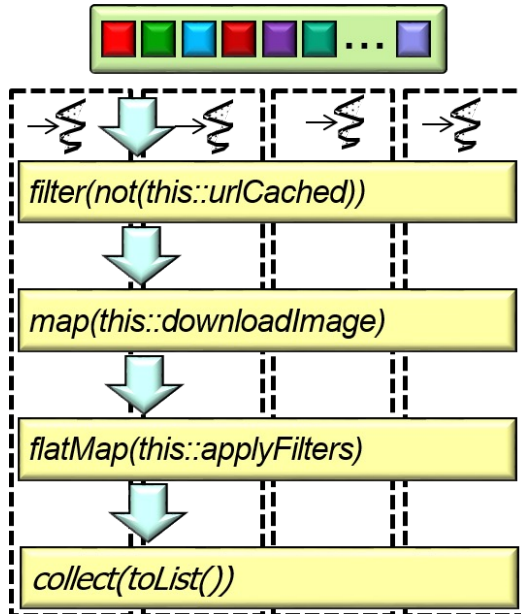 ...
filter(not(this::urlCached))
map(this::downloadImage)
flatMap(this::applyFilters)
collect(toList())